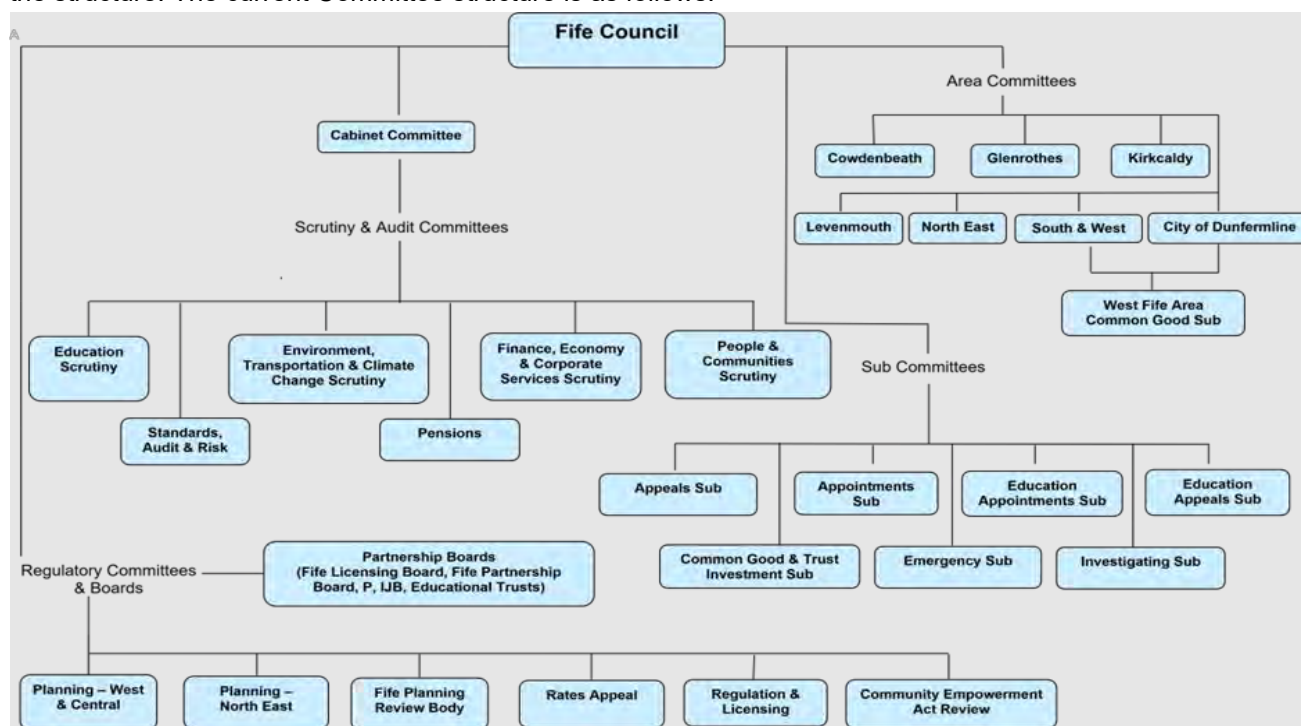 the structure. The current Committee structure is as follows:
A
Fife Council
Area Committees
Cabinet Committee
Cowdenbeath
Glenrothes
Kirkcaldy
Scrutiny & Audit Committees
Levenmouth
North East
South & West
City of Dunfermline
West Fife Area
Common Good Sub
Education
Scrutiny
Environment,
Transportation & Climate
Change Scrutiny
Finance, Economy
& Corporate
Services Scrutiny
People &
Communities
Scrutiny
Sub Committees
Standards,
Audit & Risk
Pensions
Appeals Sub
Appointments
Sub
Education
Appointments Sub
Education
Appeals Sub
Common Good & Trust
Investment Sub
Emergency Sub
Investigating Sub
Regulatory Committees
& Boards
Partnership Boards
(Fife Licensing Board, Fife Partnership
Board, P, IJB, Educational Trusts)
Planning – West
& Central
Planning –
North East
Fife Planning
Review Body
Rates Appeal
Regulation &
Licensing
Community Empowerment
Act Review